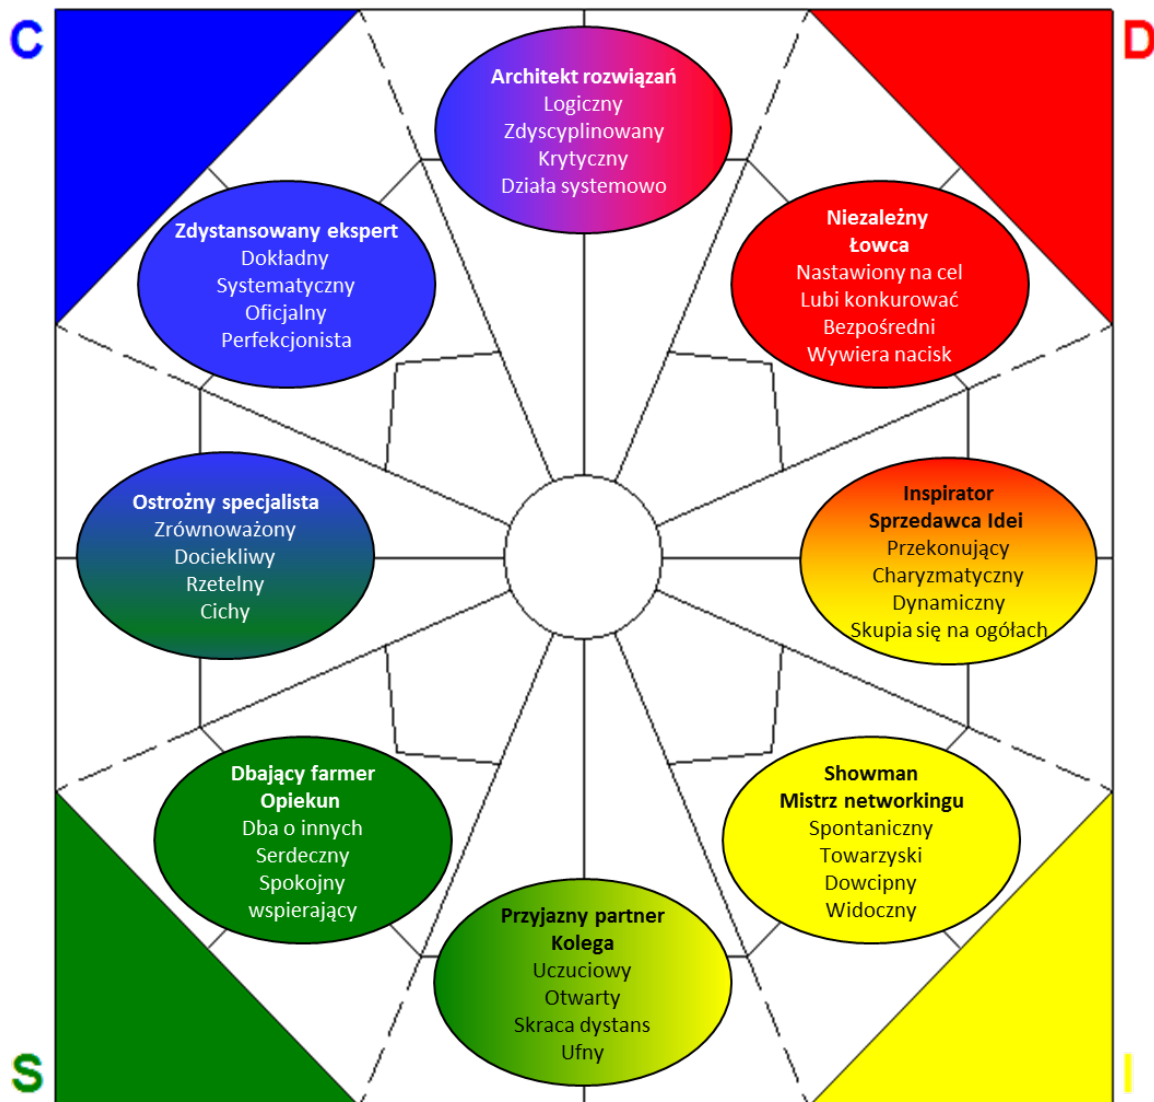 C
D
Architekt rozwiązań
Logiczny
Zdyscyplinowany
Krytyczny
Działa systemowo
Zdystansowany ekspert
Dokładny
Systematyczny
Oficjalny
Perfekcjonista
Niezależny
Łowca
Nastawiony na cel
Lubi konkurować
Bezpośredni
Wywiera nacisk
Ostrożny specjalista
Zrównoważony
Dociekliwy
Rzetelny
Cichy
Inspirator
Sprzedawca Idei
Przekonujący
Charyzmatyczny
Dynamiczny
Skupia się na ogółach
Dbający farmer
Opiekun
Dba o innych
Serdeczny
Spokojny
wspierający
Showman
Mistrz networkingu
Spontaniczny
Towarzyski
Dowcipny
Widoczny
Przyjazny partner
Kolega
Uczuciowy
Otwarty
Skraca dystans
Ufny
S
I